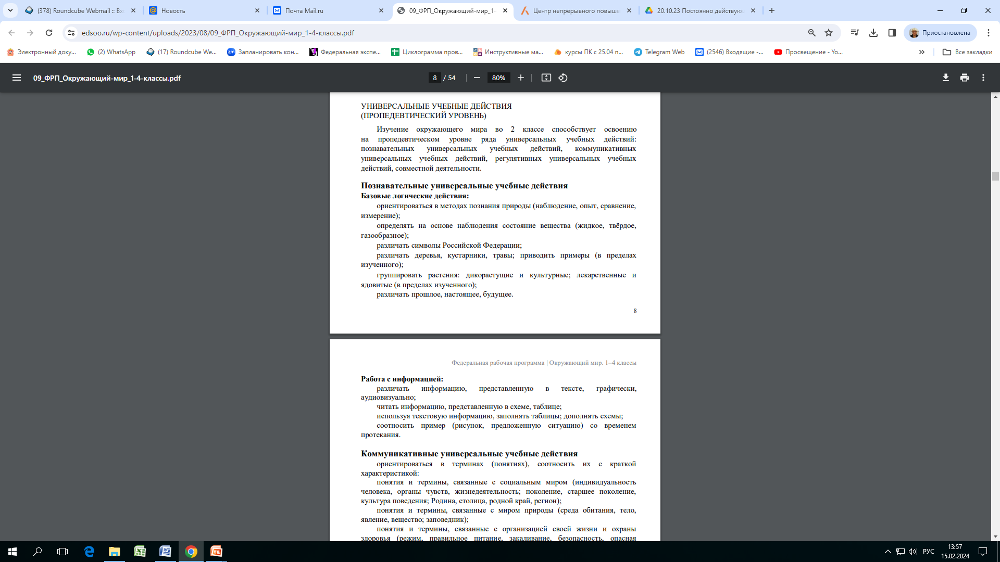 (378) Roundcube Webmail :: Вх
Новость
Почта Mail.ru
09_ФРП_Окружающий-мир_1-
Центр непрерывного повыше
20.10.23 Постоянно действую
edsoo.ru/wp-content/uploads/2023/08/09_ФРП_Окружающий-мир_1-4-классы.pdf
Приостановлена
Электронный доку...
(2) WhatsApp
(17) Roundcube We...
Запланировать кон...
Федеральная экспе...
Циклограмма пров...
Инструктивные ма...
курсы ПК с 25.04 п...
Telegram Web
(2546) Входящие -...
Просвещение - Yo...
Все закладки
09_ФРП_Окружающий-мир_1-4-классы.pdf
8 / 54
80%
УНИВЕРСАЛЬНЫЕ УЧЕБНЫЕ ДЕЙСТВИЯ
(ПРОПЕДЕВТИЧЕСКИЙ УРОВЕНЬ)
Изучение окружающего мира во 2 классе способствует освоению
на пропедевтическом уровне ряда универсальных учебных действий:
познавательных универсальных учебных действий, коммуникативных
универсальных учебных действий, регулятивных универсальных учебных
действий, совместной деятельности.
Познавательные универсальные учебные действия
Базовые логические действия:
ориентироваться в методах познания природы (наблюдение, опыт, сравнение,
измерение);
определять на основе наблюдения состояние вещества (жидкое, твёрдое,
газообразное);
различать символы Российской Федерации;
различать деревья, кустарники, травы; приводить примеры (в пределах
изученного);
группировать растения: дикорастущие и культурные; лекарственные и
ядовитые (в пределах изученного);
различать прошлое, настоящее, будущее.
8
Федеральная рабочая программа | Окружающий мир. 1–4 классы
Работа с информацией:
различать информацию, представленную в тексте, графически,
аудиовизуально;
читать информацию, представленную в схеме, таблице;
используя текстовую информацию, заполнять таблицы; дополнять схемы;
соотносить пример (рисунок, предложенную ситуацию) со временем
протекания.
Коммуникативные универсальные учебные действия
ориентироваться в терминах (понятиях), соотносить их с краткой
характеристикой:
понятия и термины, связанные с социальным миром (индивидуальность
человека, органы чувств, жизнедеятельность; поколение, старшее поколение,
культура поведения; Родина, столица, родной край, регион);
понятия и термины, связанные с миром природы (среда обитания, тело,
явление, вещество; заповедник);
понятия и термины, связанные с организацией своей жизни и охраны
здоровья (режим, правильное питание, закаливание, безопасность, опасная
РУС
13:57
15.02.2024